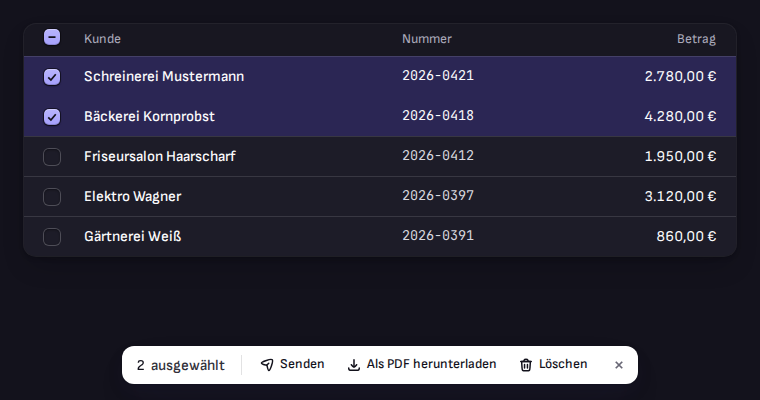 Kunde Nummer Betrag
Schreinerei Mustermann 2026-0421 2.780,00 €
Bäckerei Kornprobst 2026-0418 4.280,00 €
Friseursalon Haarscharf 2026-0412 1.950,00 €
Elektro Wagner 2026-0397 3.120,00 €
Gärtnerei Weiß 2026-0391 860,00 €
2 ausgewählt Senden Als PDF herunterladen Löschen ×